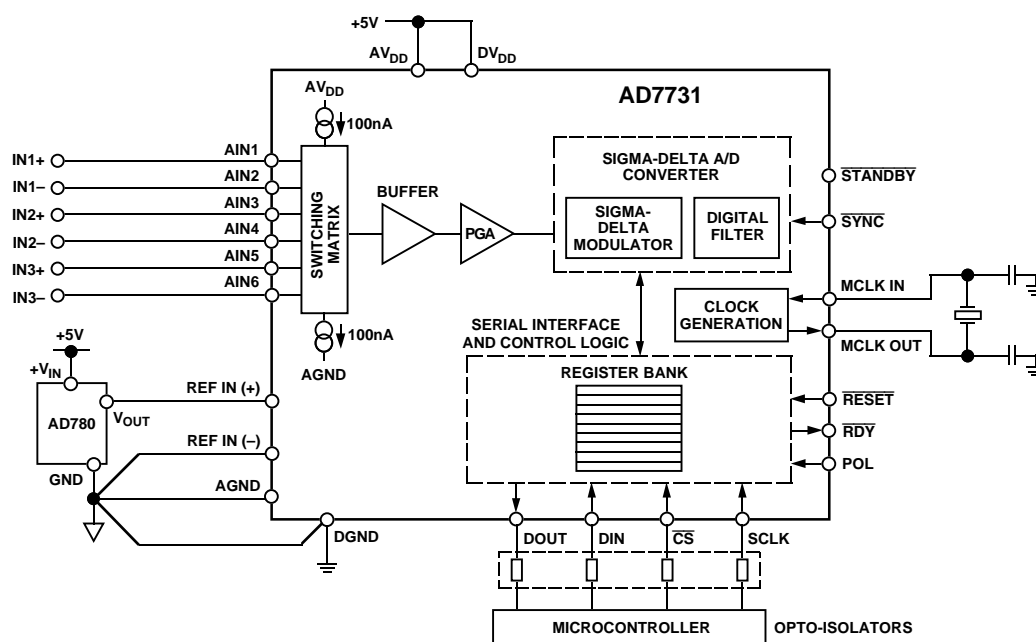 +5V
AVDD
DVDD
AD7731
AVDD
100nA
IN1+
IN1–
IN2+
IN2–
IN3+
IN3–
AIN1
AIN2
AIN3
AIN4
AIN5
AIN6
SWITCHING
MATRIX
BUFFER
PGA
SIGMA-DELTA A/D
CONVERTER
SIGMA-
DELTA
MODULATOR
DIGITAL
FILTER
STANDBY
SYNC
MCLK IN
CLOCK
GENERATION
MCLK OUT
100nA
AGND
SERIAL INTERFACE
AND CONTROL LOGIC
REGISTER BANK
RESET
RDY
POL
+5V
+VIN
AD780
VOUT
GND
REF IN (+)
REF IN (–)
AGND
DGND
DOUT
DIN
CS
SCLK
MICROCONTROLLER
OPTO-ISOLATORS